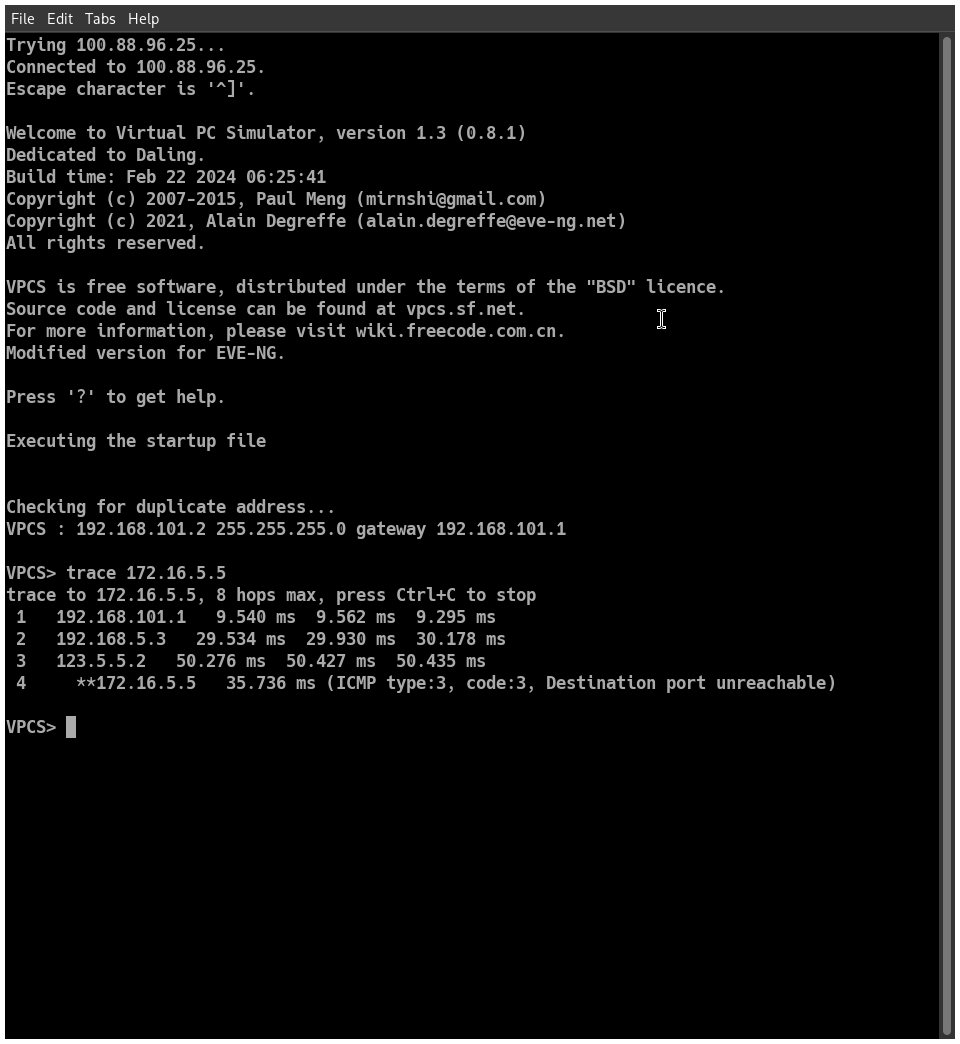 File Edit Tabs Help
Trying 100.88.96.25...
Connected to 100.88.96.25.
Escape character is '^]'.
Welcome to Virtual PC Simulator, version 1.3 (0.8.1)
Dedicated to Daling.
Build time: Feb 22 2024 06:25:41
Copyright (c) 2007-2015, Paul Meng (mirnshi@gmail.com)
Copyright (c) 2021, Alain Degreffe (alain.degreffe@eve-ng.net)
All rights reserved.
VPCS is free software, distributed under the terms of the "BSD" licence.
Source code and license can be found at vpcs.sf.net.
For more information, please visit wiki.freecode.com.cn.
Modified version for EVE-NG.
Press '?' to get help.
Executing the startup file
Checking for duplicate address...
VPCS : 192.168.101.2 255.255.255.0 gateway 192.168.101.1
VPCS> trace 172.16.5.5
trace to 172.16.5.5, 8 hops max, press Ctrl+C to stop
 1   192.168.101.1   9.540 ms  9.562 ms  9.295 ms
 2   192.168.5.3   29.534 ms  29.930 ms  30.178 ms
 3   123.5.5.2   50.276 ms  50.427 ms  50.435 ms
 4     **172.16.5.5   35.736 ms (ICMP type:3, code:3, Destination port unreachable)
VPCS>